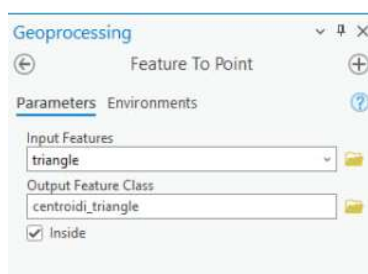 Geoprocessing
Feature To Point
Parameters Environments
Input Features
triangle
Output Feature Class
centroidi_triangle
Inside